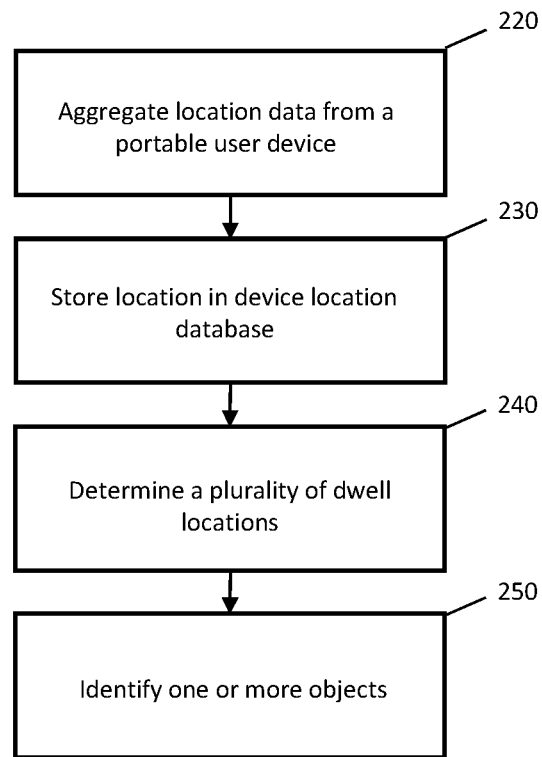 220
Aggregate location data from a
portable user device
230
Store location in device location
database
240
Determine a plurality of dwell
locations
250
Identify one or more objects